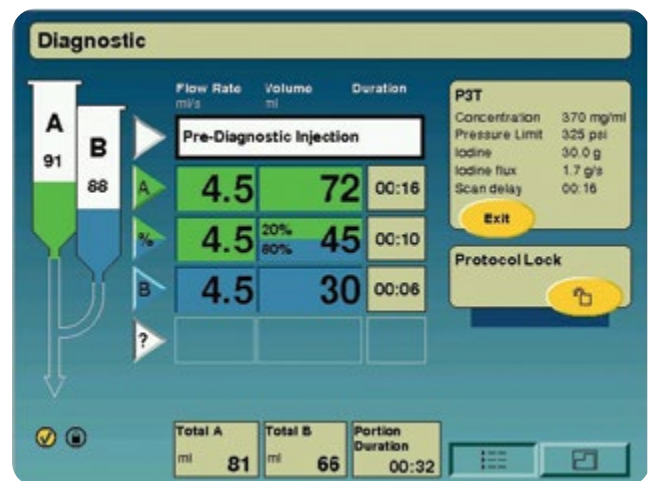 Diagnostic
Flow Rate Volume Duration
ml/s ml
Pre-Diagnostic Injection
A
91
B
88
A 4.5 72 00:16
% 4.5 20% 80% 45 00:10
B 4.5 30 00:06
?
P3T
Concentration 370 mg/ml
Pressure Limit 325 psi
Iodine 30.0 g
Iodine flux 1.7 g/s
Scan delay 00:16
Exit
Protocol Lock
Total A
ml 81
Total B
ml 66
Portion
Duration
00:32